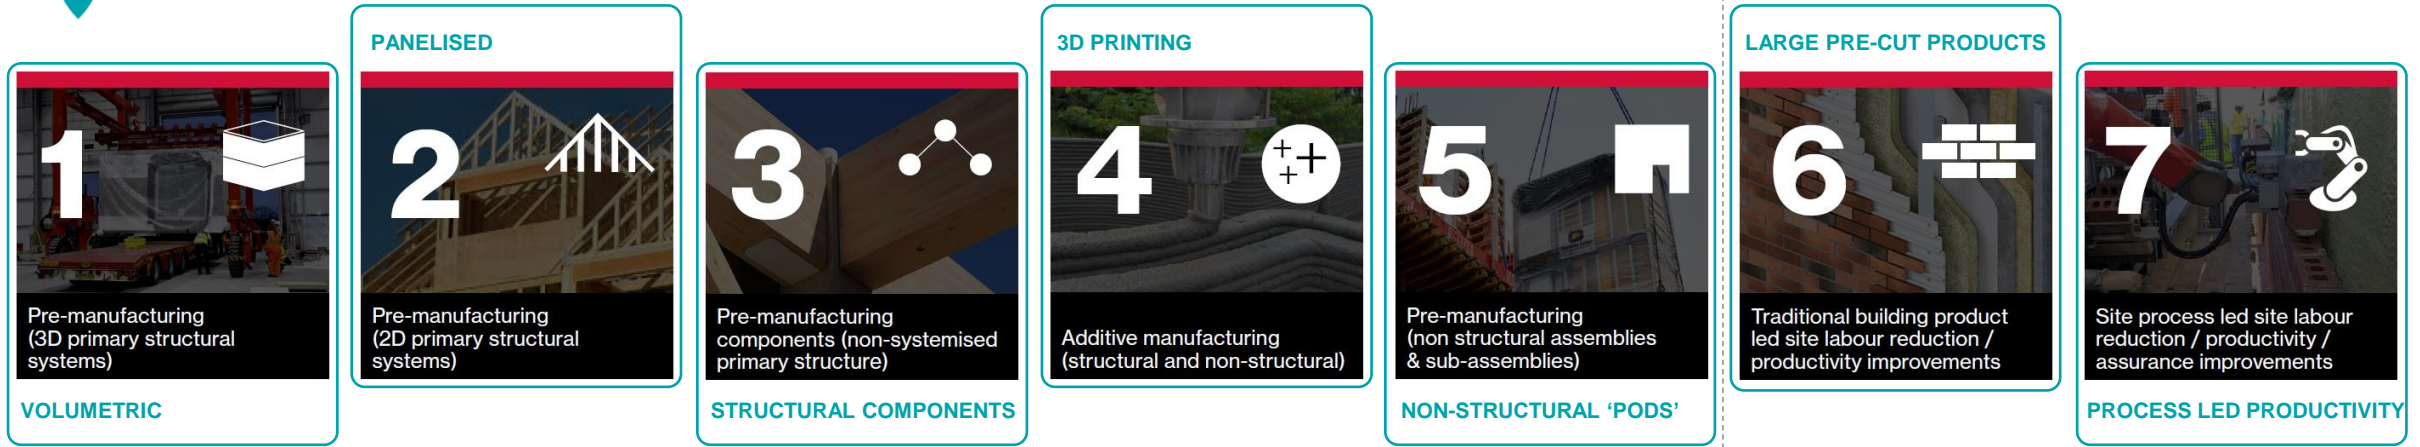 1
Pre-manufacturing
(3D primary structural
systems)
VOLUMETRIC
PANELISED
2
Pre-manufacturing
(2D primary structural
systems)
3
Pre-manufacturing
components (non-systemised
primary structure)
STRUCTURAL COMPONENTS
3D PRINTING
4
Additive manufacturing
(structural and non-structural)
5
Pre-manufacturing
(non structural assemblies
& sub-assemblies)
NON-STRUCTURAL ‘PODS’
LARGE PRE-CUT PRODUCTS
6
Traditional building product
led site labour reduction /
productivity improvements
7
Site process led site labour
reduction / productivity /
assurance improvements
PROCESS LED PRODUCTIVITY